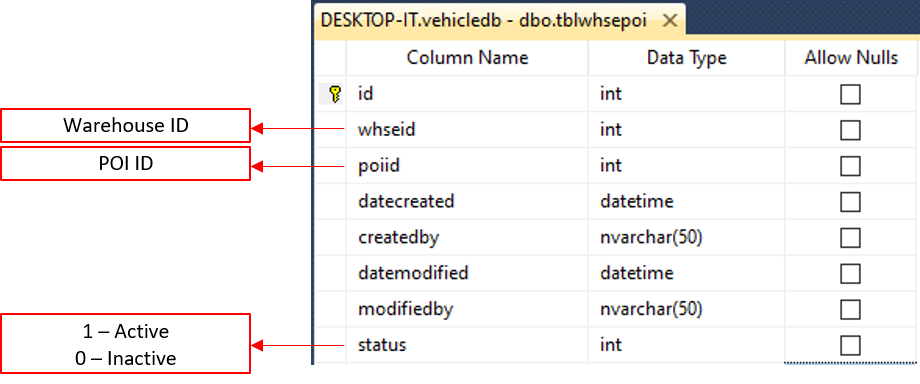 DESKTOP-IT.vehicledb - dbo.tblwhsepoi
Column Name Data Type Allow Nulls
id int
Warehouse ID whseid int
POI ID poiid int
datecreated datetime
createdby nvarchar(50)
datemodified datetime
modifiedby nvarchar(50)
1 – Active
0 – Inactive
status int